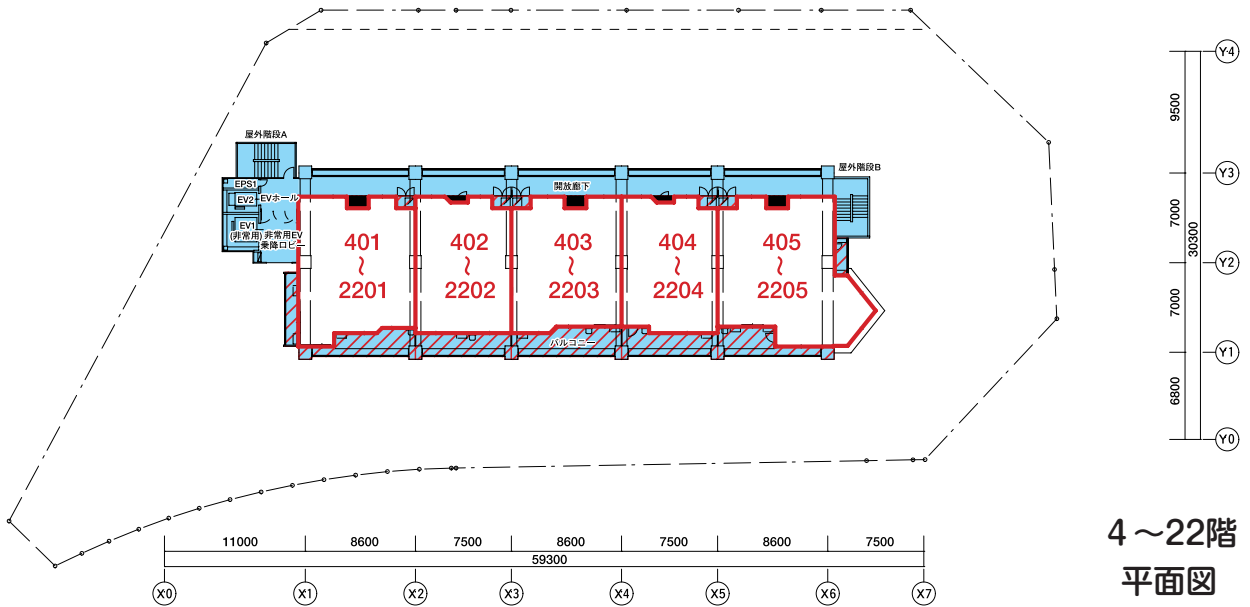 Y4
9500
屋外階段A
屋外階段B
Y3
EPS1
開放廊下
EV2
EVホール
7000
30300
EV1
(非常用)
非常用EV
乗降ロビー
401
～
2201
402
～
2202
403
～
2203
404
～
2204
405
～
2205
Y2
7000
バルコニー
Y1
6800
Y0
4～22階
平面図
11000
8600
7500
8600
7500
8600
7500
59300
X0
X1
X2
X3
X4
X5
X6
X7